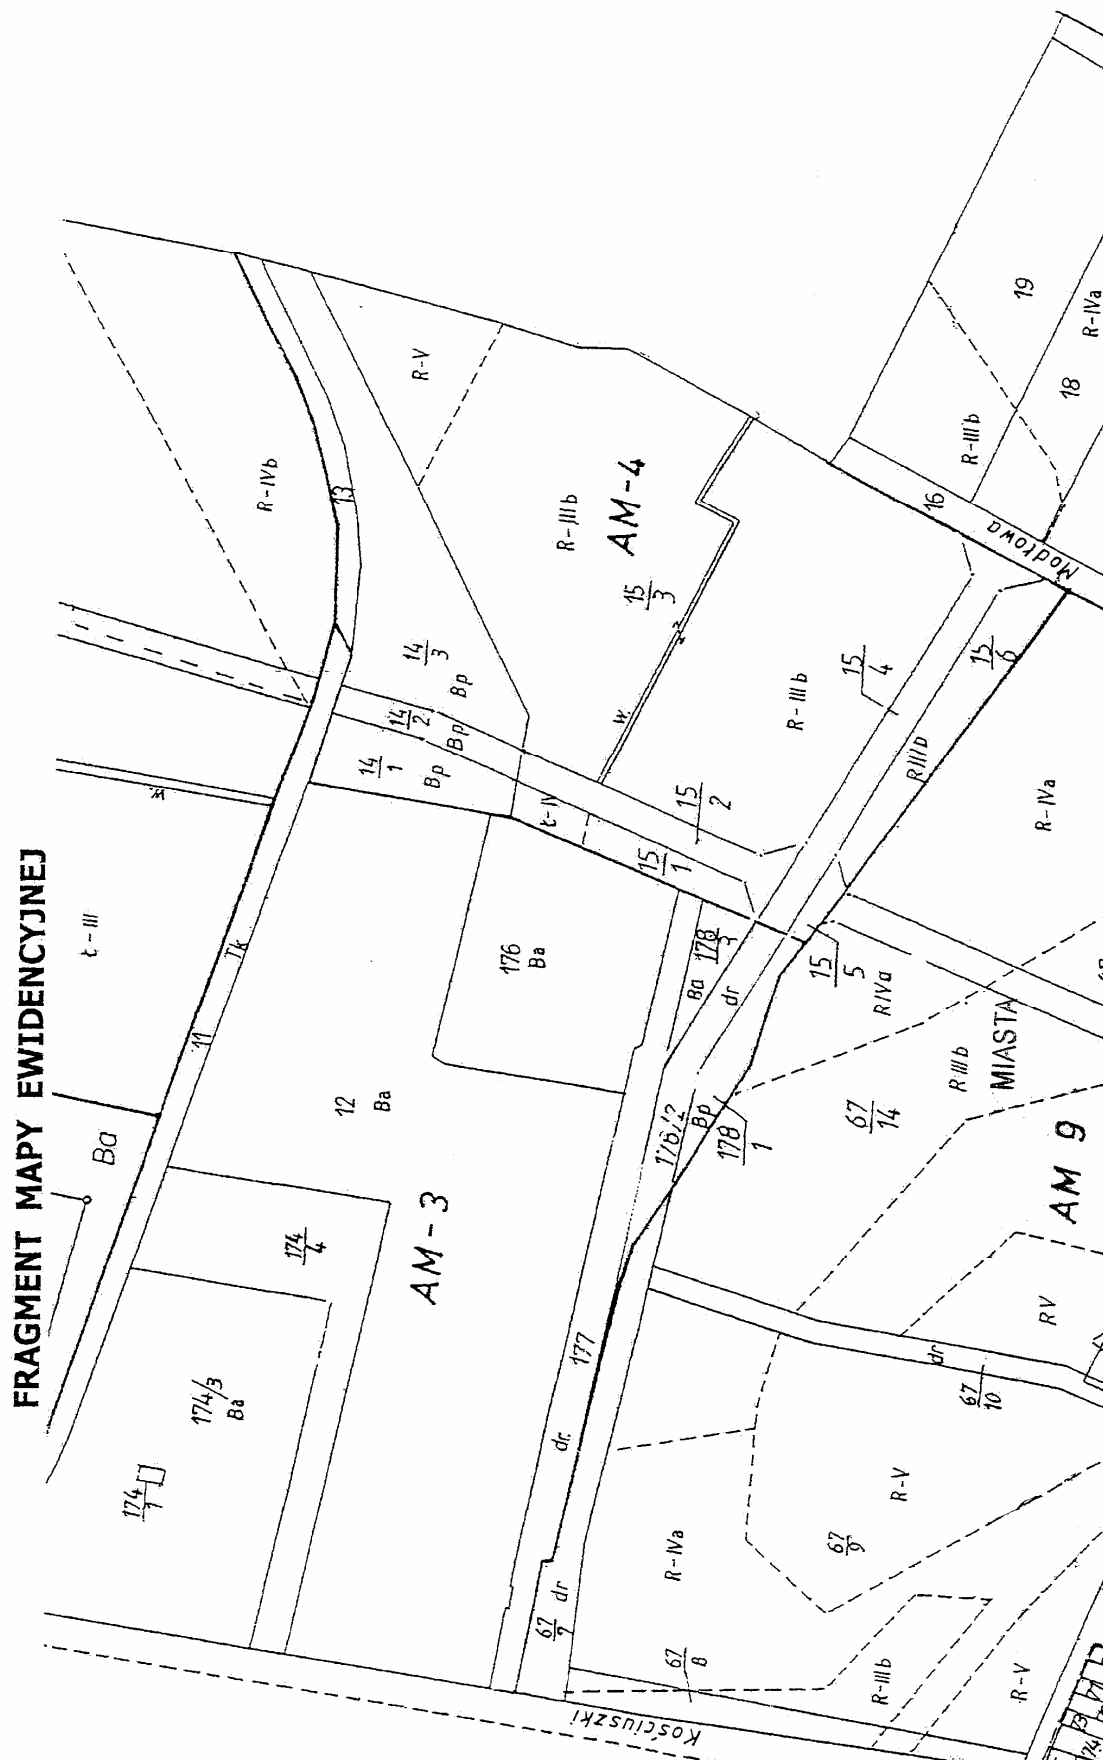 FRAGMENT MAPY EWIDENCYJNEJ
Ł-III
w.
R-IVb
R-V
13
11
Tk
Ba
12
Ba
174/4
174/3
Ba
174/1
AM-3
176
Ba
14/1
Bp
14/2
Bp
14/3
Bp
R-IIIb
AM-4
15/3
w.
Ł-IV
15/1
15/2
R-IIIb
15/4
RIIIb
15/6
R-IVa
16
Modłowa
R-IIIb
19
18
R-IVa
Ba
178/3
dr
15/5
RIVa
RIIIb
MIASTA
Bp
178/1
67/14
AM 9
RV
177
dr.
dr
67/7
67/8
R-IVa
67/9
R-V
dr
67/10
R-IIIb
R-V
Kościuszki
73
71
74